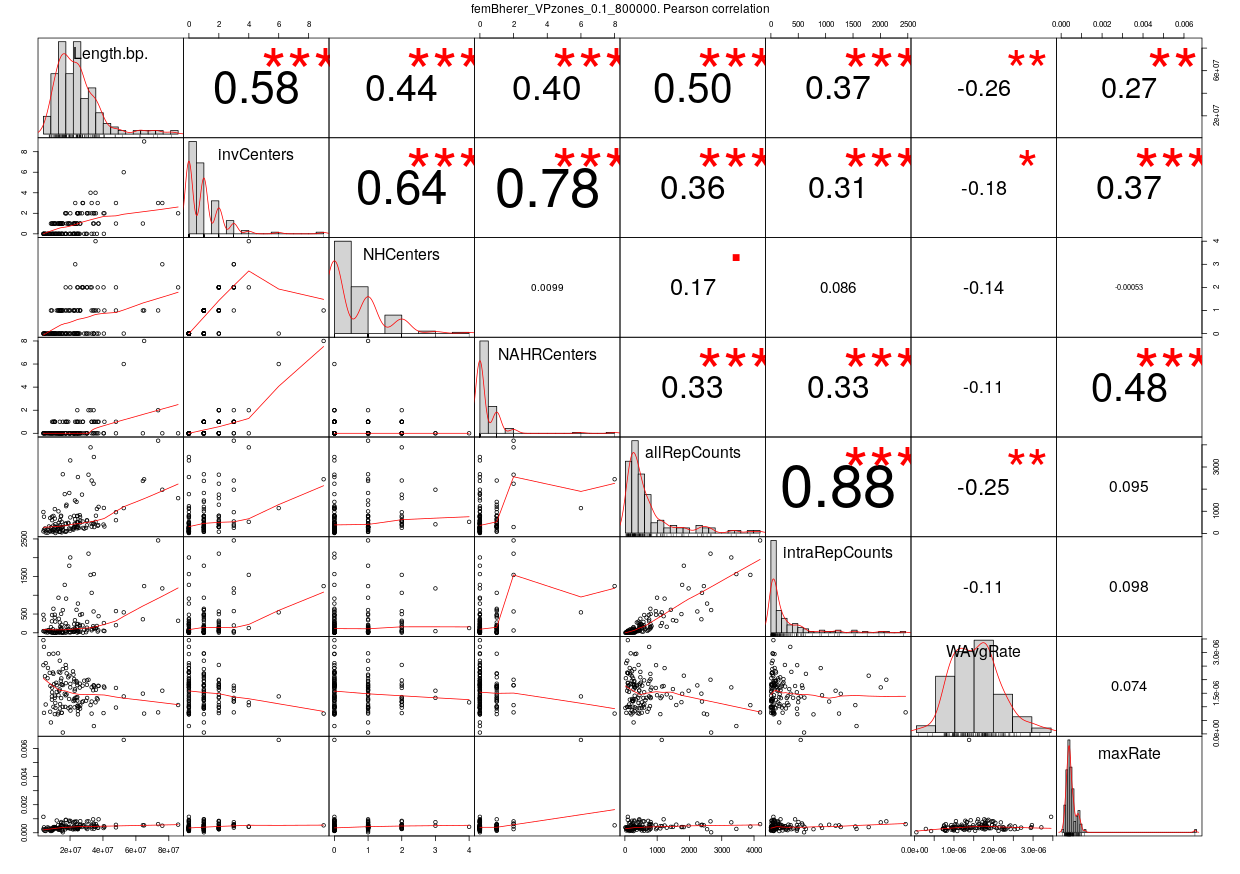 femBherer_VPzones_0.1_800000. Pearson correlation
0 2 4 6 8
0 2 4 6 8
0 500 1500 2500
0.000 0.002 0.004 0.006
Length.bp.
0.58 ***
0.44 ***
0.40 ***
0.50 ***
0.37 ***
-0.26 **
0.27 **
2e+07 6e+07
0 2 4 6 8
invCenters
0.64 ***
0.78 ***
0.36 ***
0.31 ***
-0.18 *
0.37 ***
NHCenters
0.0099
0.17
0.086
-0.14
-0.00053
0 1 2 3 4
0 2 4 6 8
NAHRCenters
0.33 ***
0.33 ***
-0.11
0.48 ***
allRepCounts
0.88 ***
-0.25 **
0.095
0 1000 3000
0 500 1500 2500
intraRepCounts
-0.11
0.098
WAvgRate
0.074
0.0e+00 1.5e-06 3.0e-06
0.000 0.002 0.004 0.006
maxRate
2e+07 4e+07 6e+07 8e+07
0 1 2 3 4
0 1000 2000 3000 4000
0.0e+00 1.0e-06 2.0e-06 3.0e-06